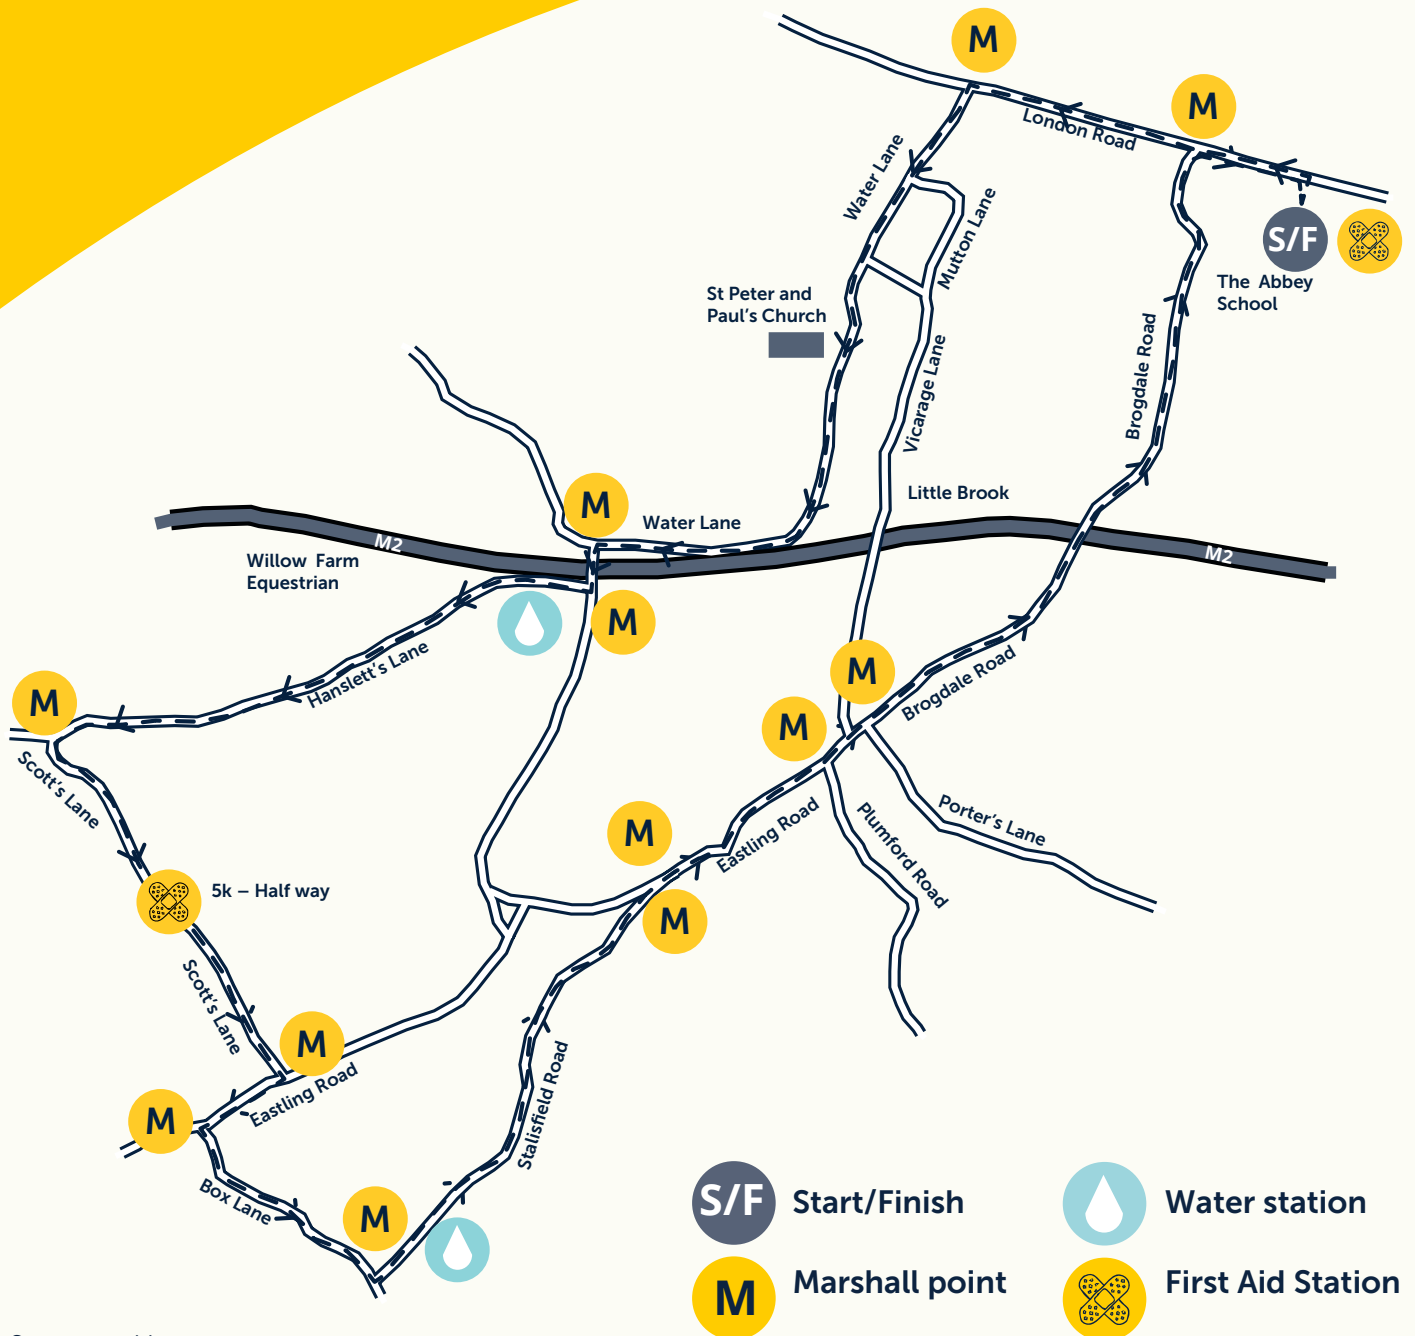 M
M
London Road
Water Lane
Mutton Lane
S/F
The Abbey
School
St Peter and
Paul's Church
Brogdale Road
Vicarage Lane
Little Brook
M
Water Lane
M2
M2
Willow Farm
Equestrian
M
Hanslett's Lane
M
M
Brogdale Road
M
Scott's Lane
M
Eastling Road
Plumford Road
Porter's Lane
5k – Half way
M
Scott's Lane
M
Eastling Road
Stalisfield Road
M
Box Lane
M
S/F Start/Finish
Water station
M Marshall point
First Aid Station